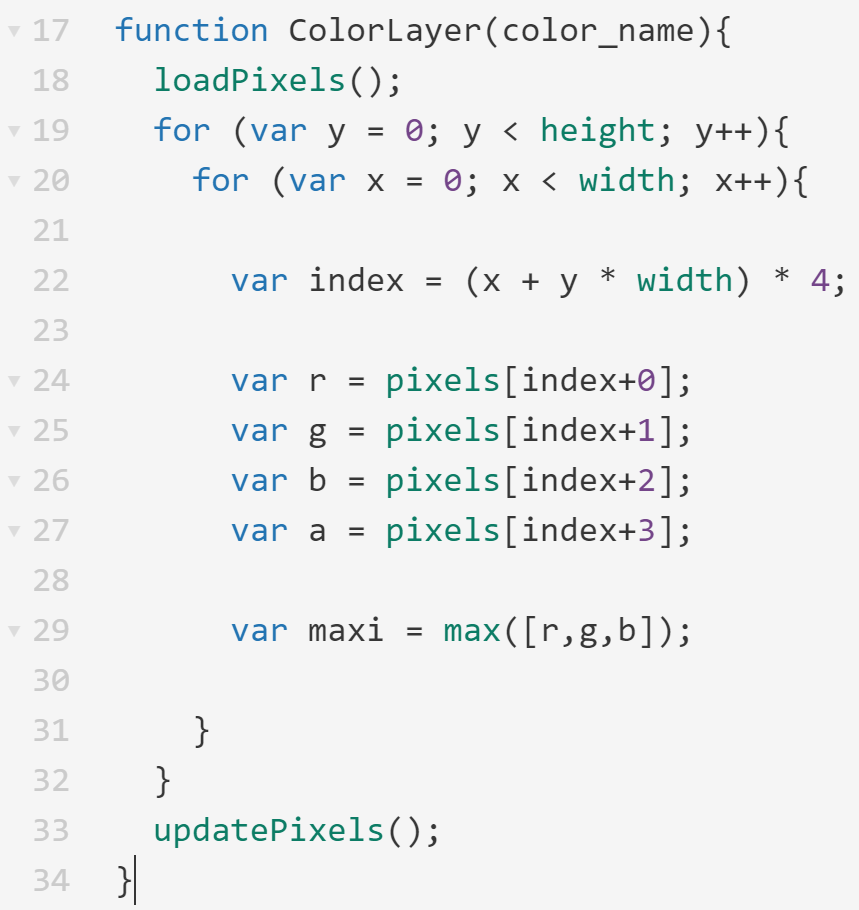 17 function ColorLayer(color_name){
18 loadPixels();
19 for (var y = 0; y < height; y++){
20 for (var x = 0; x < width; x++){
21
22 var index = (x + y * width) * 4;
23
24 var r = pixels[index+0];
25 var g = pixels[index+1];
26 var b = pixels[index+2];
27 var a = pixels[index+3];
28
29 var maxi = max([r,g,b]);
30
31 }
32 }
33 updatePixels();
34 }